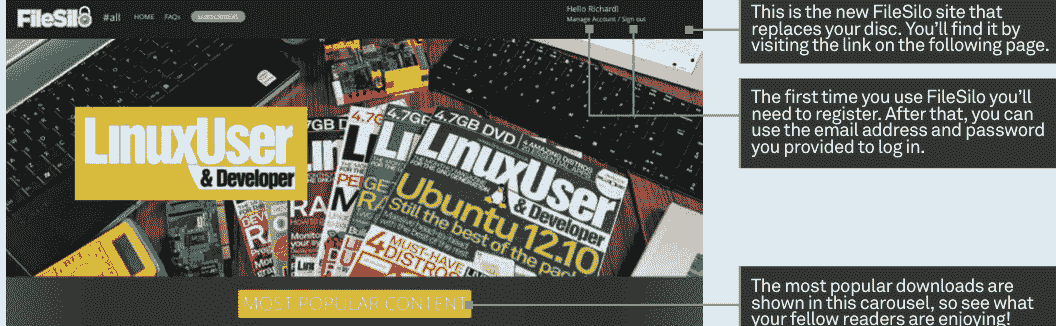 FileSilo
#all HOME FAQs SUBSCRIBERS
Hello Richard!
Manage Account / Sign out
This is the new FileSilo site that
replaces your disc. You’ll find it by
visiting the link on the following page.
The first time you use FileSilo you’ll
need to register. After that, you can
use the email address and password
you provided to log in.
LinuxUser
& Developer
4.7GB DVD
4.7GB DVD
LinuxUser
& Developer
Ubuntu 12.10
Still the best of the pack
4 MUST-HAVE
DISTROS
MOST POPULAR CONTENT
The most popular downloads are
shown in this carousel, so see what
your fellow readers are enjoying!